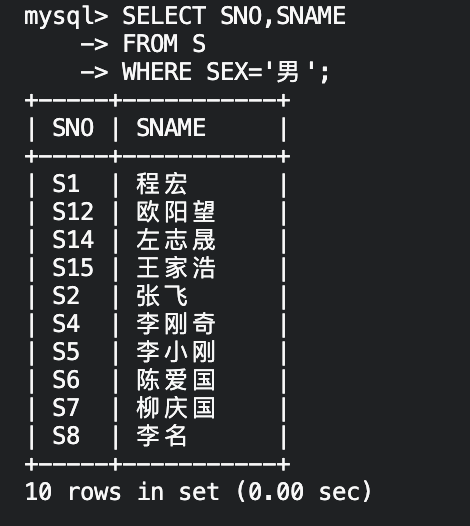 mysql> SELECT SNO,SNAME
    -> FROM S
    -> WHERE SEX='男';
+-----+------------+
| SNO | SNAME      |
+-----+------------+
| S1  | 程宏       |
| S12 | 欧阳望     |
| S14 | 左志晟     |
| S15 | 王家浩     |
| S2  | 张飞       |
| S4  | 李刚奇     |
| S5  | 李小刚     |
| S6  | 陈爱国     |
| S7  | 柳庆国     |
| S8  | 李名       |
+-----+------------+
10 rows in set (0.00 sec)